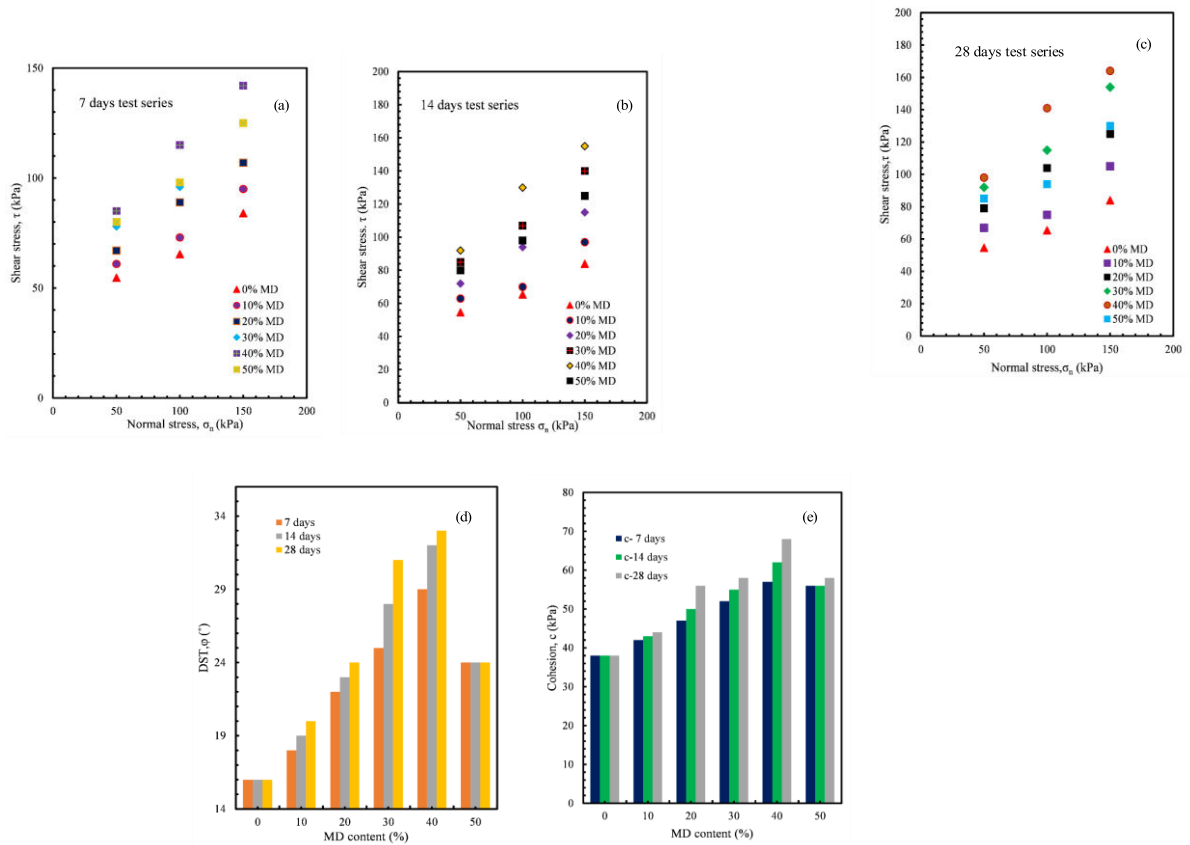 7 days test series
(a)
Shear stress, τ (kPa)
150
100
50
0
0% MD
10% MD
20% MD
30% MD
40% MD
50% MD
0 50 100 150 200
Normal stress, σn (kPa)
14 days test series
(b)
Shear stress, τ (kPa)
200
180
160
140
120
100
80
60
40
20
0
0% MD
10% MD
20% MD
30% MD
40% MD
50% MD
0 50 100 150 200
Normal stress σn (kPa)
28 days test series
(c)
Shear stress,τ (kPa)
200
180
160
140
120
100
80
60
40
20
0
0% MD
10% MD
20% MD
30% MD
40% MD
50% MD
0 50 100 150 200
Normal stress,σn (kPa)
(d)
7 days
14 days
28 days
DST,φ (°)
34
29
24
19
14
0 10 20 30 40 50
MD content (%)
(e)
c- 7 days
c-14 days
c-28 days
Cohesion, c (kPa)
80
70
60
50
40
30
20
10
0
0 10 20 30 40 50
MD content (%)